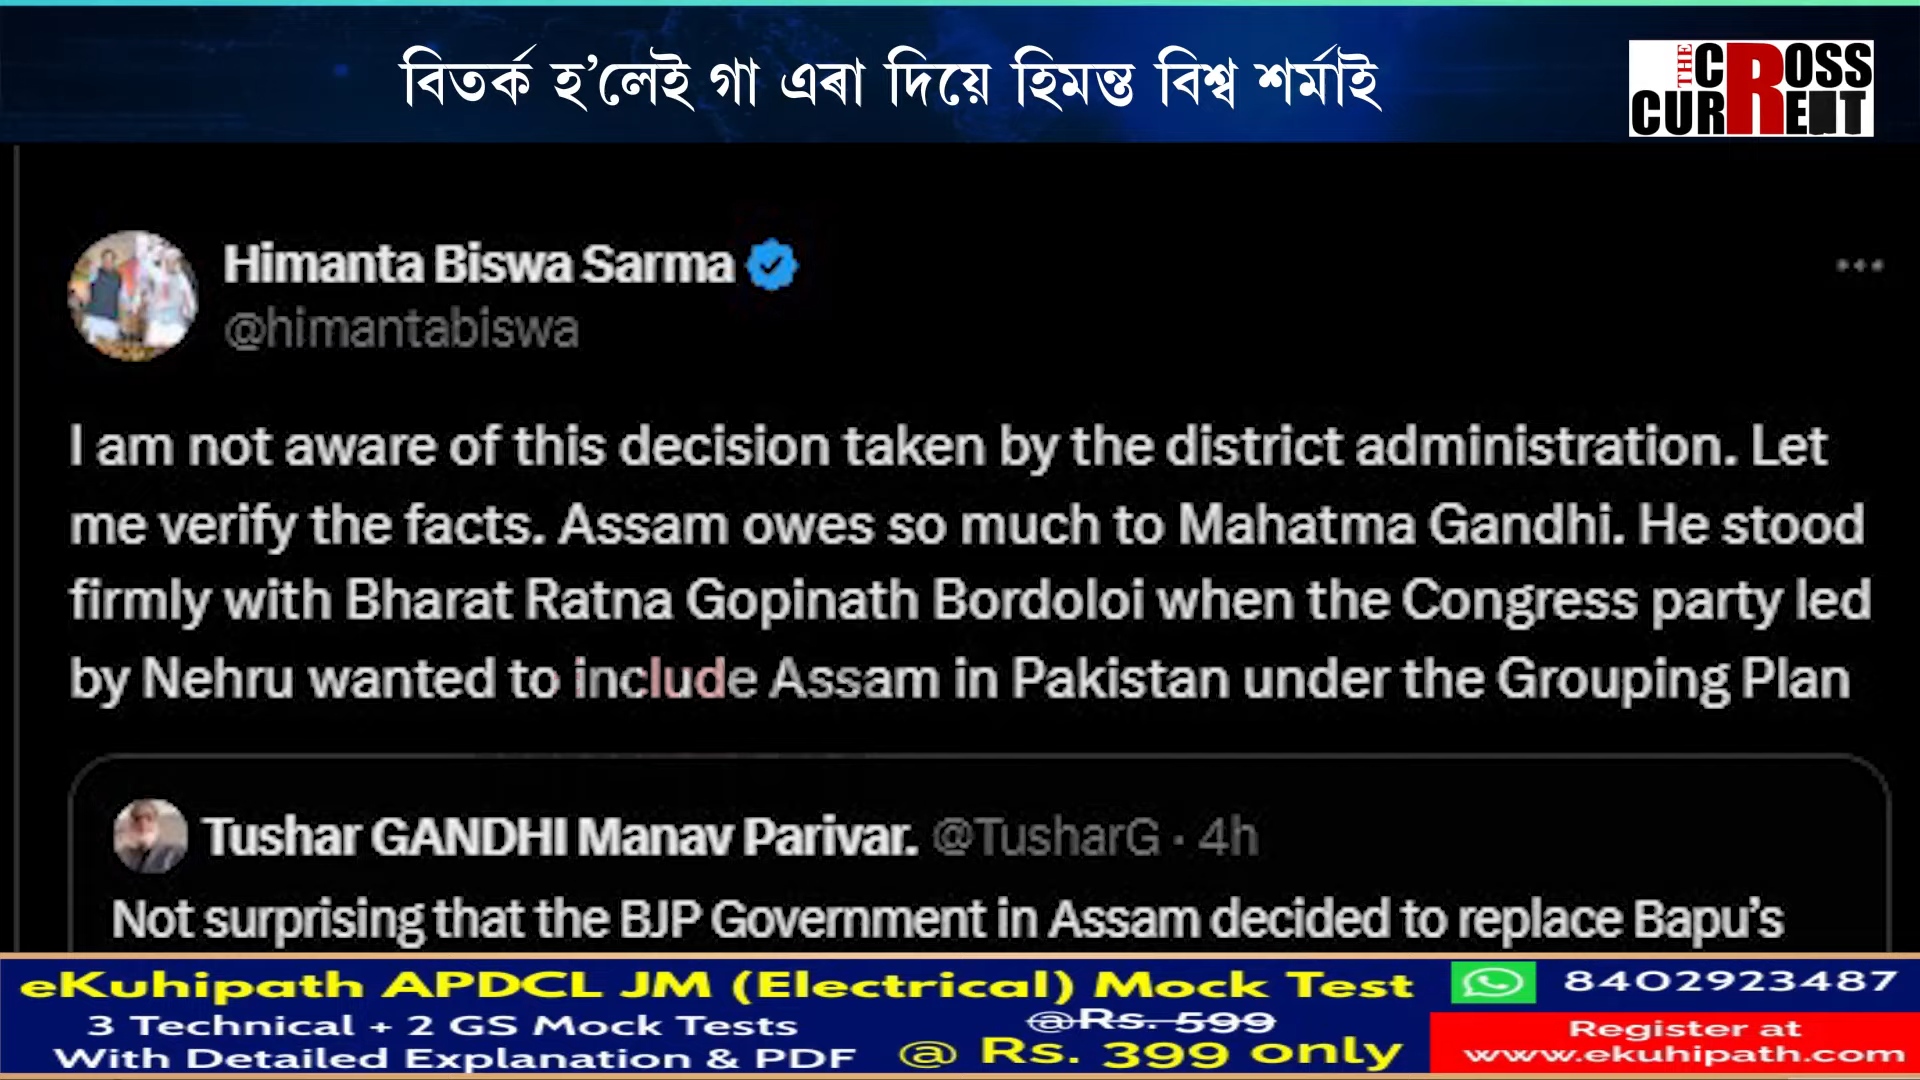 বিতৰ্ক হ'লেই গা এৰা দিয়ে হিমন্ত বিশ্ব শৰ্মাই
THE CROSS CURRENT
Himanta Biswa Sarma
@himantabiswa
I am not aware of this decision taken by the district administration. Let
me verify the facts. Assam owes so much to Mahatma Gandhi. He stood
firmly with Bharat Ratna Gopinath Bordoloi when the Congress party led
by Nehru wanted to include Assam in Pakistan under the Grouping Plan
Tushar GANDHI Manav Parivar. @TusharG · 4h
Not surprising that the BJP Government in Assam decided to replace Bapu's
eKuhipath APDCL JM (Electrical) Mock Test
3 Technical + 2 GS Mock Tests
With Detailed Explanation & PDF
@Rs. 599
@ Rs. 399 only
8402923487
Register at
www.ekuhipath.com